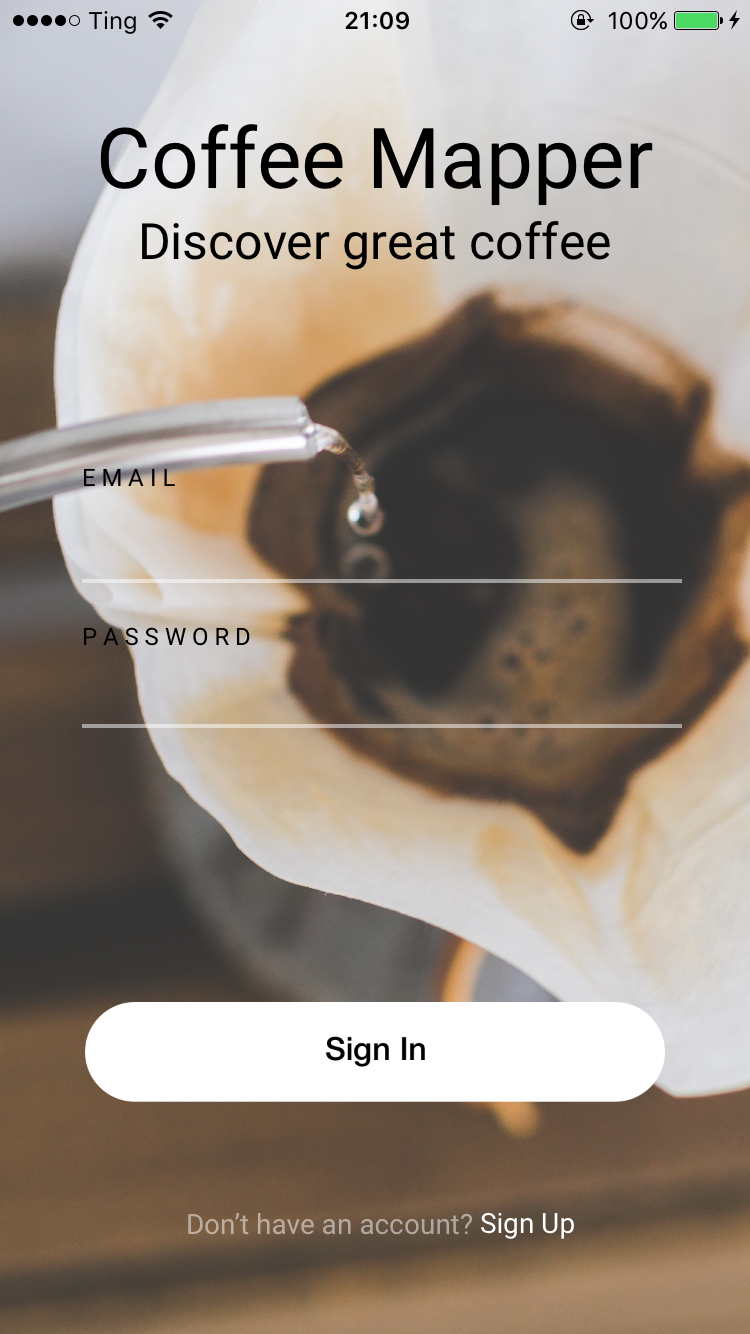 Ting 21:09 100%
Coffee Mapper
Discover great coffee
EMAIL
PASSWORD
Sign In
Don’t have an account? Sign Up